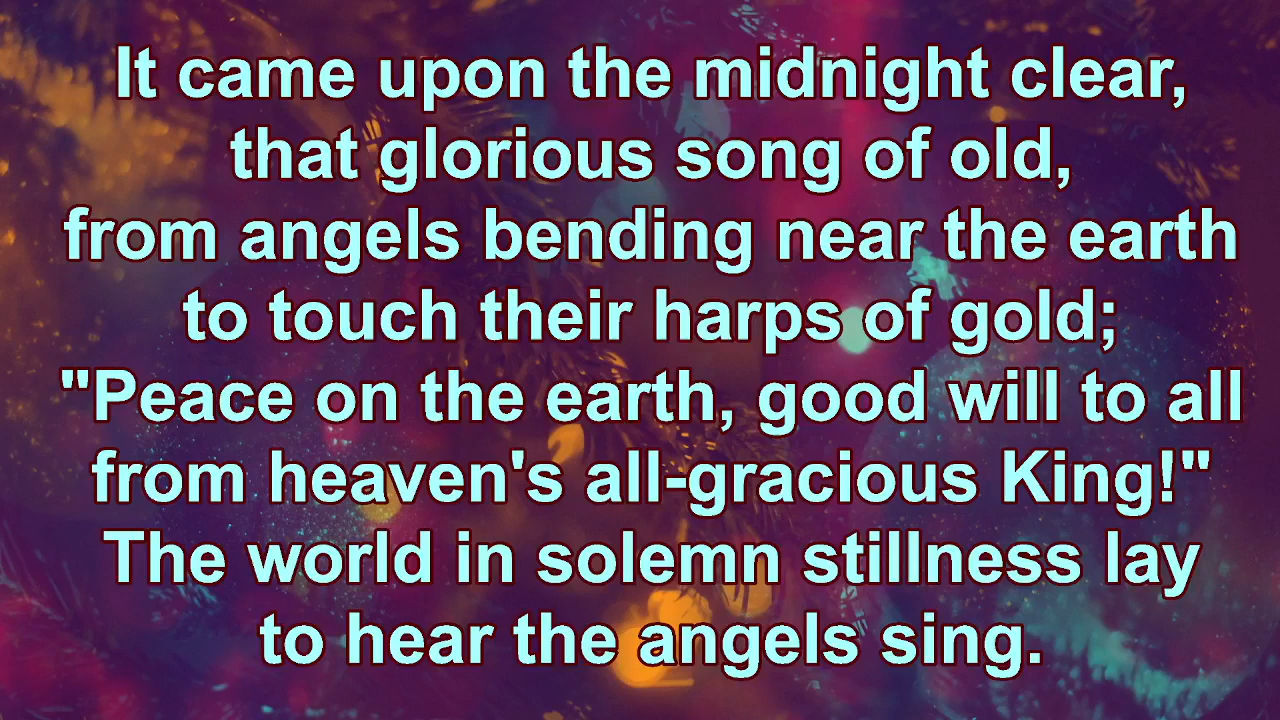 It came upon the midnight clear,
that glorious song of old,
from angels bending near the earth
to touch their harps of gold;
"Peace on the earth, good will to all
from heaven's all-gracious King!"
The world in solemn stillness lay
to hear the angels sing.